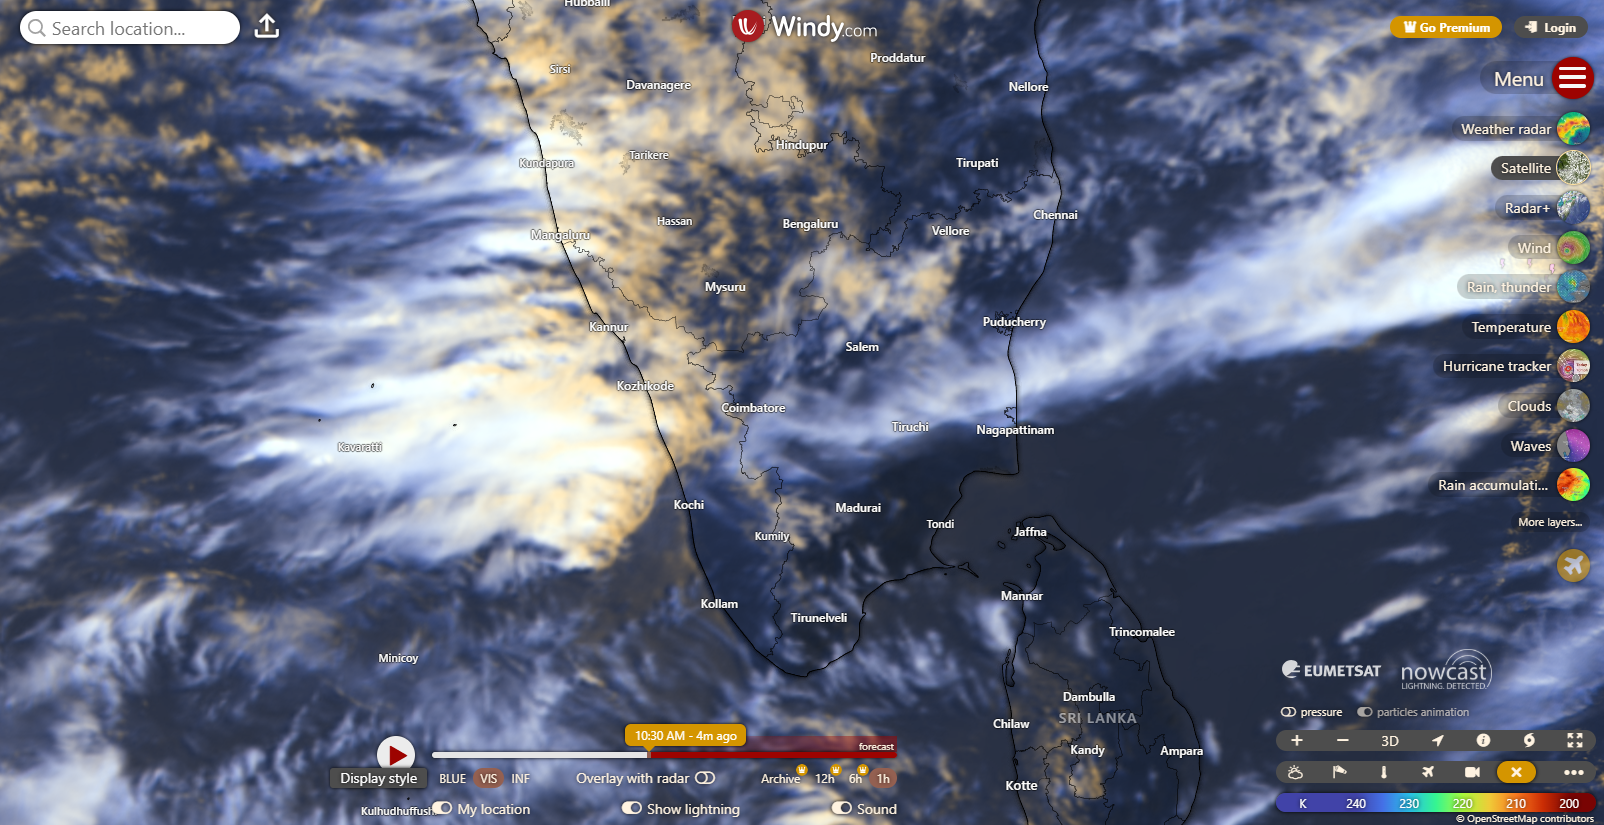 Hubballi
Search location...
Windy.com
Go Premium
Login
Proddatur
Sirsi
Davanagere
Nellore
Menu
Weather radar
Hindupur
Kundapura
Tarikere
Tirupati
Satellite
Radar+
Chennai
Hassan
Bengaluru
Vellore
Mangaluru
Wind
Mysuru
Rain, thunder
Kannur
Puducherry
Temperature
Salem
Hurricane tracker
Kozhikode
Coimbatore
Clouds
Tiruchi
Nagapattinam
Kavaratti
Waves
Rain accumulati...
Kochi
Madurai
Tondi
More layers...
Kumily
Jaffna
Mannar
Kollam
Tirunelveli
Trincomalee
Minicoy
EUMETSAT
nowcast
LIGHTNING. DETECTED.
Dambulla
SRI LANKA
pressure
particles animation
Chilaw
10:30 AM - 4m ago
forecast
Kandy
Ampara
3D
Display style
BLUE VIS INF
Overlay with radar
Archive 12h 6h 1h
Kotte
Kulhudhuffush
My location
Show lightning
Sound
K 240 230 220 210 200
© OpenStreetMap contributors